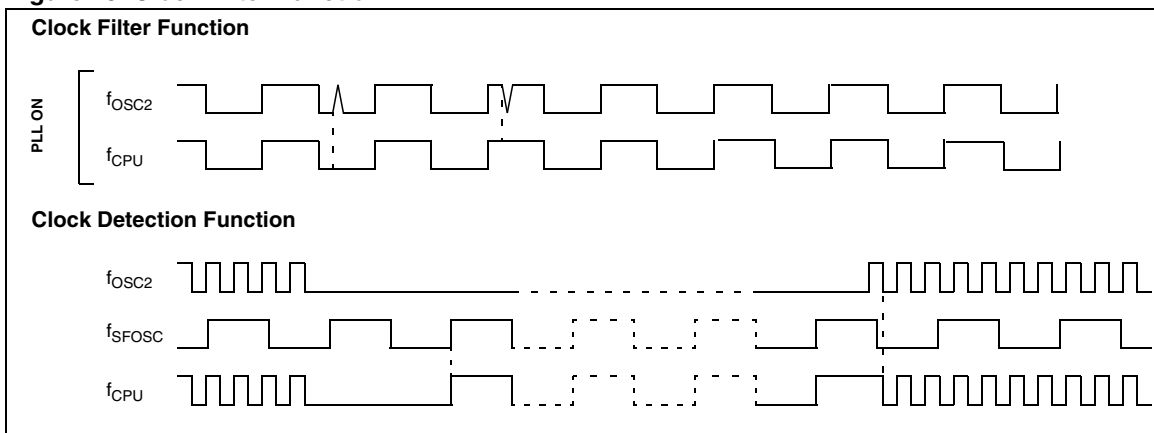 Clock Filter Function
PLL ON
fOSC2
fCPU
Clock Detection Function
fOSC2
fSFOSC
fCPU